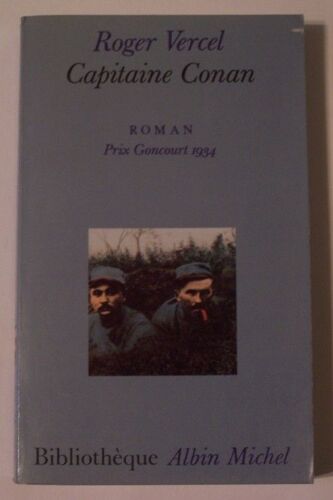 Roger Vercel
Capitaine Conan
ROMAN
Prix Goncourt 1934
Bibliothèque Albin Michel